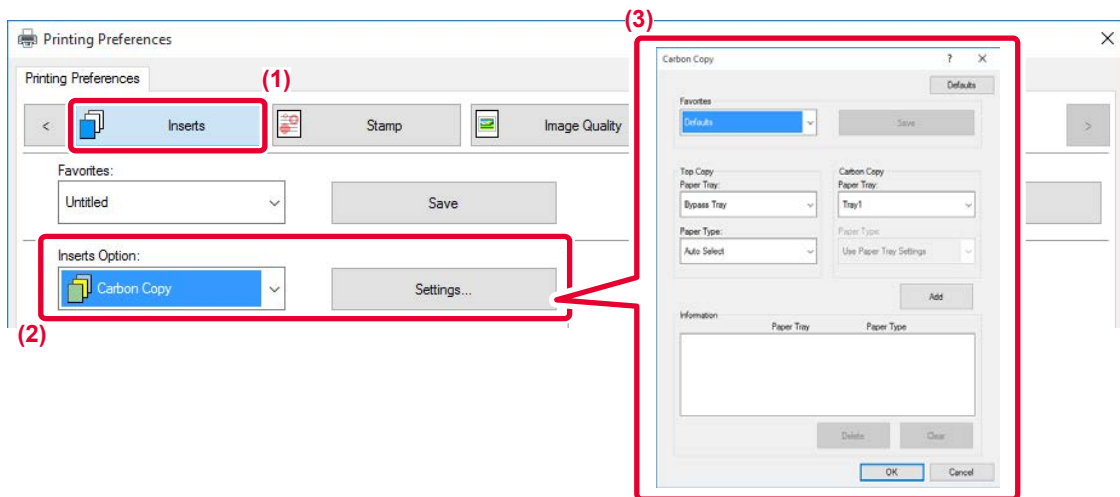 (3)
Printing Preferences
Printing Preferences
(1)
<
Inserts
Stamp
Image Quality
>
Favorites:
Untitled
Save
Inserts Option:
Carbon Copy
Settings...
(2)
Carbon Copy
?
Defaults
Favorites
Defaults
Save
Top Copy
Carbon Copy
Paper Tray:
Paper Tray:
Bypass Tray
Tray1
Paper Type:
Paper Type:
Auto Select
Use Paper Tray Settings
Add
Information
Paper Tray
Paper Type
Delete
Clear
OK
Cancel